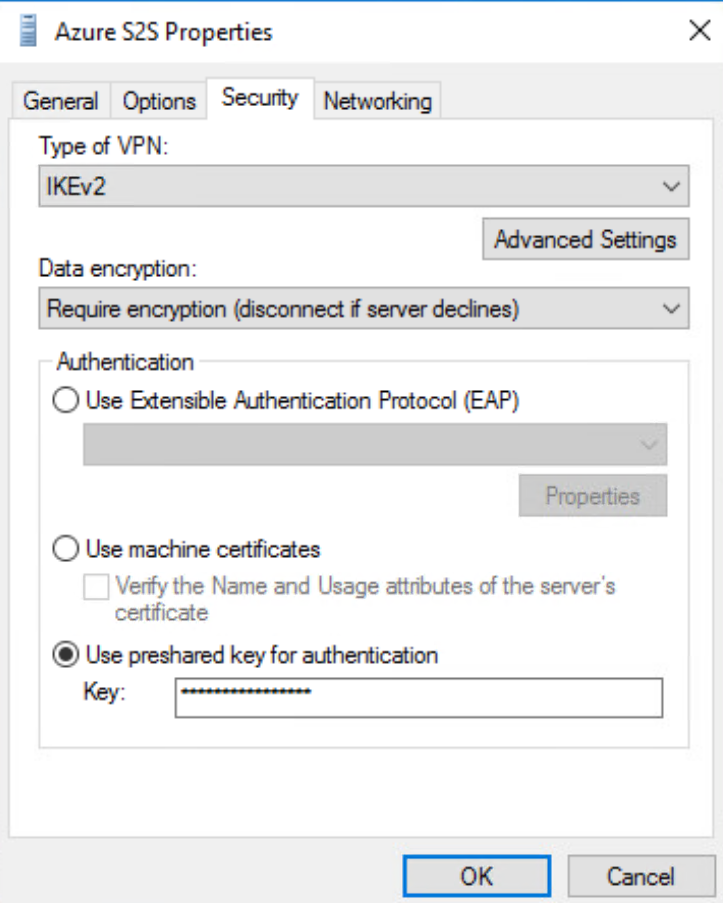 Azure S2S Properties
General Options Security Networking
Type of VPN:
IKEv2
Advanced Settings
Data encryption:
Require encryption (disconnect if server declines)
Authentication
Use Extensible Authentication Protocol (EAP)
Properties
Use machine certificates
Verify the Name and Usage attributes of the server's
certificate
Use preshared key for authentication
Key: ****************
OK Cancel